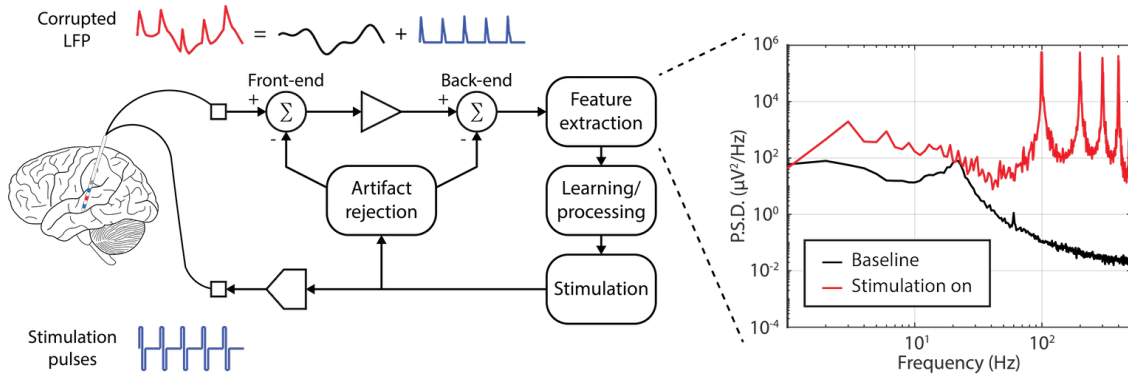 Corrupted
LFP
=
+
Front-end
Back-end
+
Σ
-
+
Σ
-
Feature
extraction
Artifact
rejection
Learning/
processing
Stimulation
Stimulation
pulses
P.S.D. (µV²/Hz)
10⁶
10⁴
10²
10⁰
10⁻²
10⁻⁴
Baseline
Stimulation on
10¹
10²
Frequency (Hz)